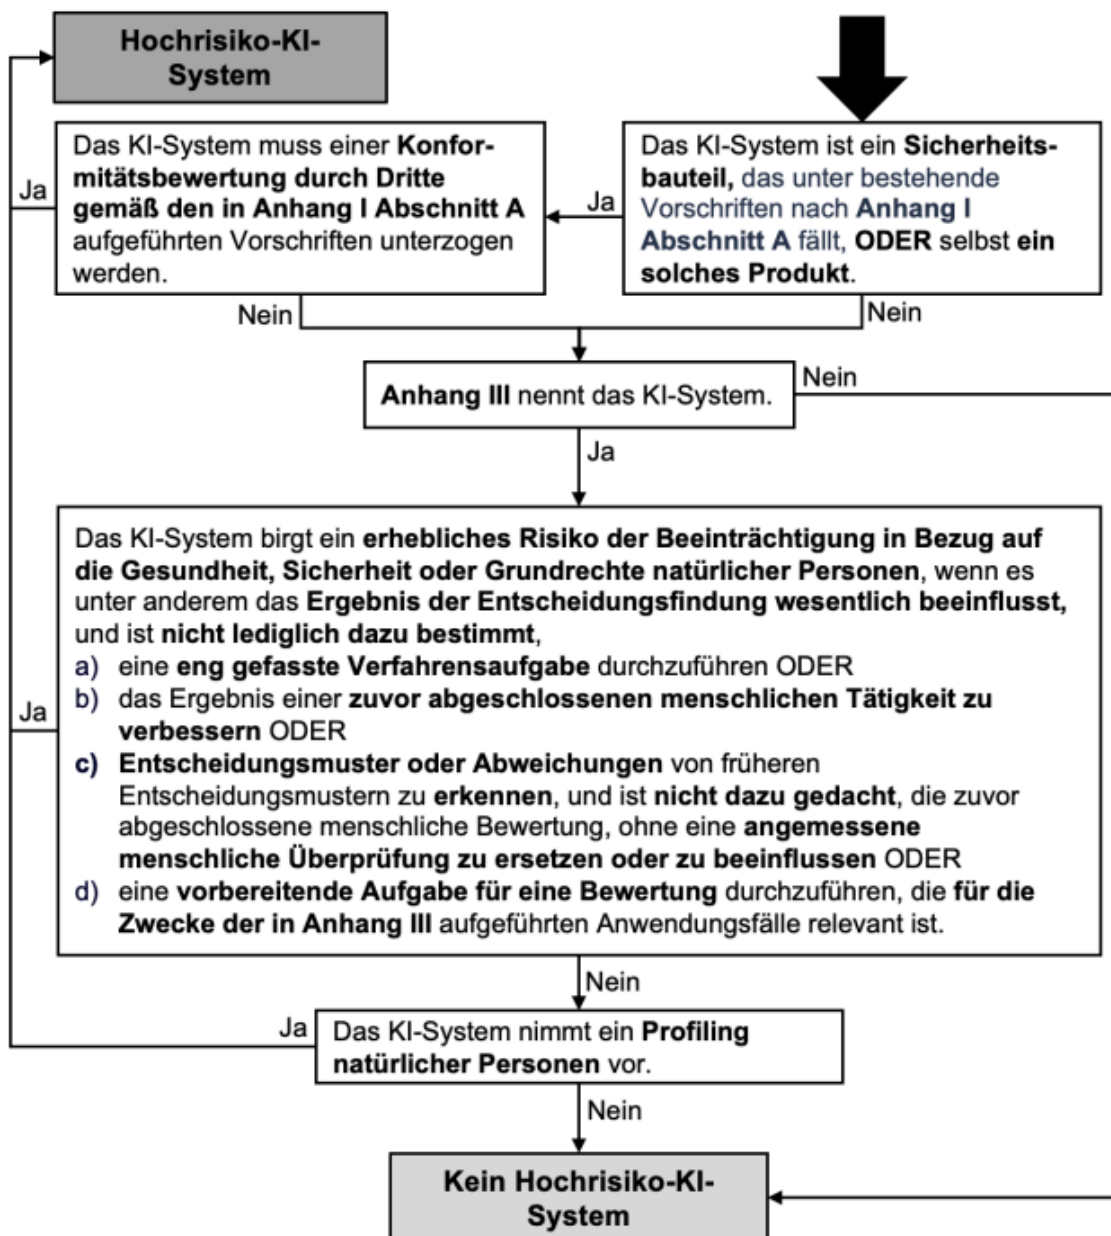 Hochrisiko-KI-
System
Das KI-System muss einer Konfor-
mitätsbewertung durch Dritte
gemäß den in Anhang I Abschnitt A
aufgeführten Vorschriften unterzogen
werden.
Ja
Das KI-System ist ein Sicherheits-
bauteil, das unter bestehende
Vorschriften nach Anhang I
Abschnitt A fällt, ODER selbst ein
solches Produkt.
Ja
Nein
Nein
Anhang III nennt das KI-System.
Nein
Ja
Das KI-System birgt ein erhebliches Risiko der Beeinträchtigung in Bezug auf
die Gesundheit, Sicherheit oder Grundrechte natürlicher Personen, wenn es
unter anderem das Ergebnis der Entscheidungsfindung wesentlich beeinflusst,
und ist nicht lediglich dazu bestimmt,
a) eine eng gefasste Verfahrensaufgabe durchzuführen ODER
b) das Ergebnis einer zuvor abgeschlossenen menschlichen Tätigkeit zu
verbessern ODER
c) Entscheidungsmuster oder Abweichungen von früheren
Entscheidungsmustern zu erkennen, und ist nicht dazu gedacht, die zuvor
abgeschlossene menschliche Bewertung, ohne eine angemessene
menschliche Überprüfung zu ersetzen oder zu beeinflussen ODER
d) eine vorbereitende Aufgabe für eine Bewertung durchzuführen, die für die
Zwecke der in Anhang III aufgeführten Anwendungsfälle relevant ist.
Ja
Nein
Ja
Das KI-System nimmt ein Profiling
natürlicher Personen vor.
Nein
Kein Hochrisiko-KI-
System